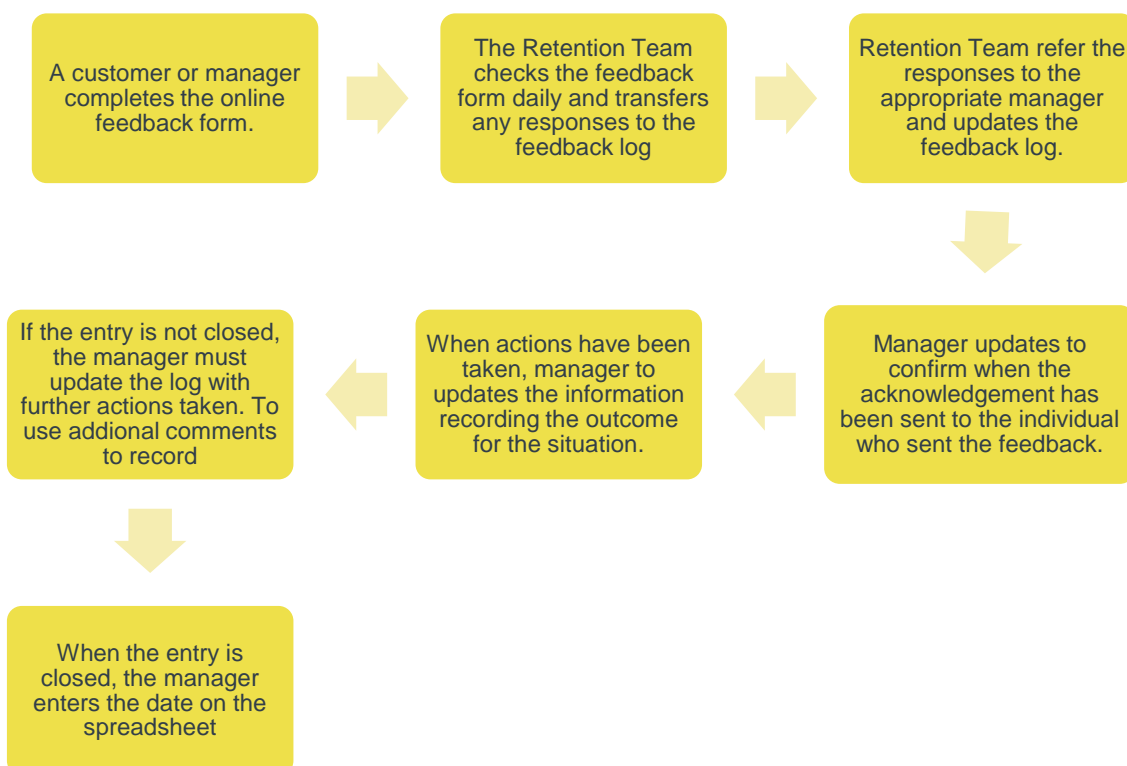 A customer or manager
completes the online
feedback form.
The Retention Team
checks the feedback
form daily and transfers
any responses to the
feedback log
Retention Team refer the
responses to the
appropriate manager
and updates the
feedback log.
Manager updates to
confirm when the
acknowledgement has
been sent to the individual
who sent the feedback.
When actions have been
taken, manager to
updates the information
recording the outcome
for the situation.
If the entry is not closed,
the manager must
update the log with
further actions taken. To
use addional comments
to record
When the entry is
closed, the manager
enters the date on the
spreadsheet